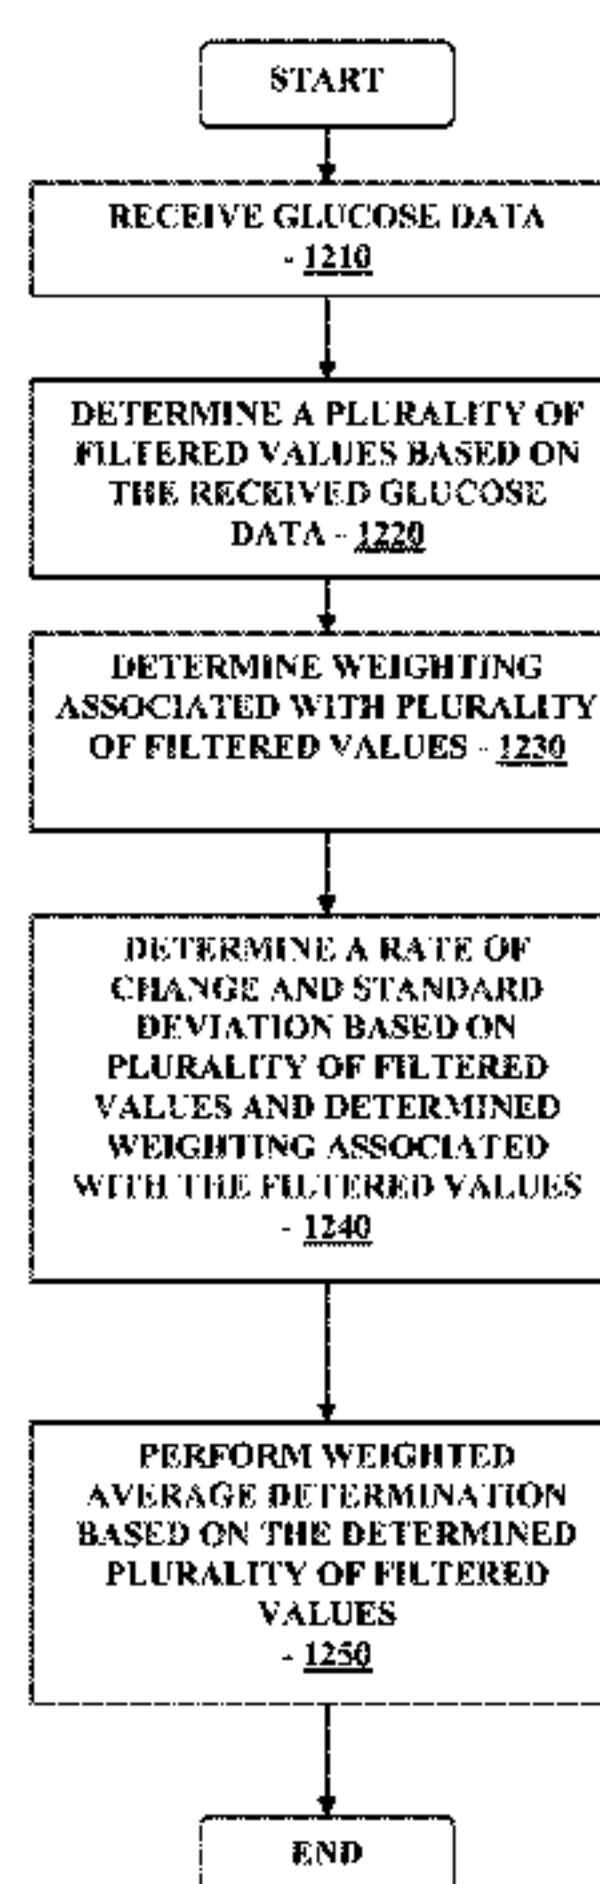 START
RECEIVE GLUCOSE DATA
- 1210
DETERMINE A PLURALITY OF
FILTERED VALUES BASED ON
THE RECEIVED GLUCOSE
DATA - 1220
DETERMINE WEIGHTING
ASSOCIATED WITH PLURALITY
OF FILTERED VALUES - 1230
DETERMINE A RATE OF
CHANGE AND STANDARD
DEVIATION BASED ON
PLURALITY OF FILTERED
VALUES AND DETERMINED
WEIGHTING ASSOCIATED
WITH THE FILTERED VALUES
- 1240
PERFORM WEIGHTED
AVERAGE DETERMINATION
BASED ON THE DETERMINED
PLURALITY OF FILTERED
VALUES
- 1250
END